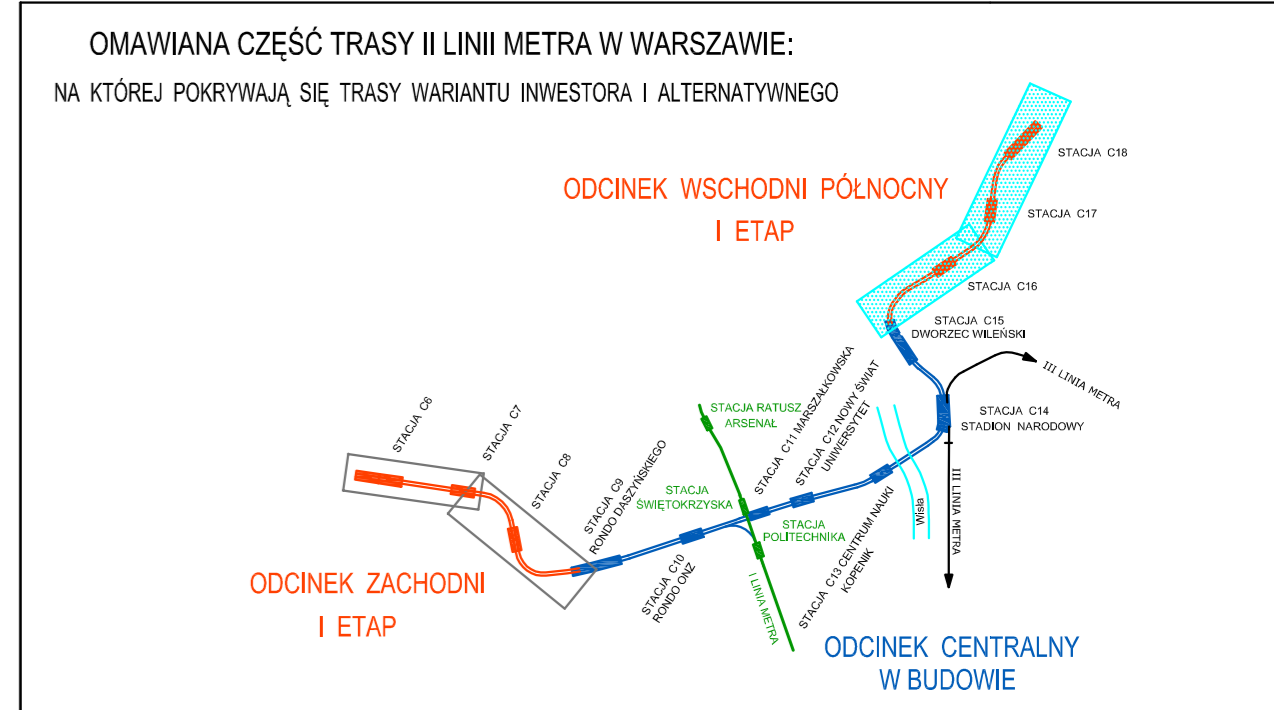 OMAWIANA CZĘŚĆ TRASY II LINII METRA W WARSZAWIE:
NA KTÓREJ POKRYWAJĄ SIĘ TRASY WARIANTU INWESTORA I ALTERNATYWNEGO
ODCINEK WSCHODNI PÓŁNOCNY
I ETAP
STACJA C18
STACJA C17
STACJA C16
STACJA C15
DWORZEC WILEŃSKI
III LINIA METRA
STACJA C14
STADION NARODOWY
III LINIA METRA
Wisła
STACJA C6
STACJA C7
STACJA C8
STACJA C9
RONDO DASZYŃSKIEGO
STACJA RATUSZ
ARSENAŁ
STACJA C11 MARSZAŁKOWSKA
STACJA C12 NOWY ŚWIAT
UNIWERSYTET
STACJA
ŚWIĘTOKRZYSKA
STACJA
POLITECHNIKA
STACJA C10
RONDO ONZ
I LINIA METRA
STACJA C13 CENTRUM NAUKI
KOPENIK
ODCINEK ZACHODNI
I ETAP
ODCINEK CENTRALNY
W BUDOWIE